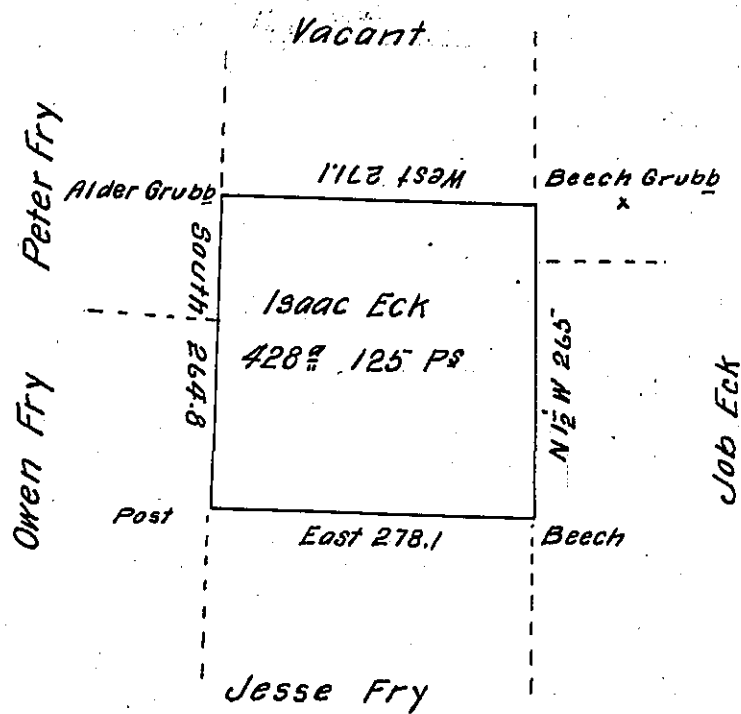 Vacant
Peter Fry
Alder Grubb
West 271.1
Beech Grubb
x
South 264.8
Isaac Eck
428a 125 Ps
N 1½ W 265
Owen Fry
Job Eck
Post
East 278.1
Beech
Jesse Fry